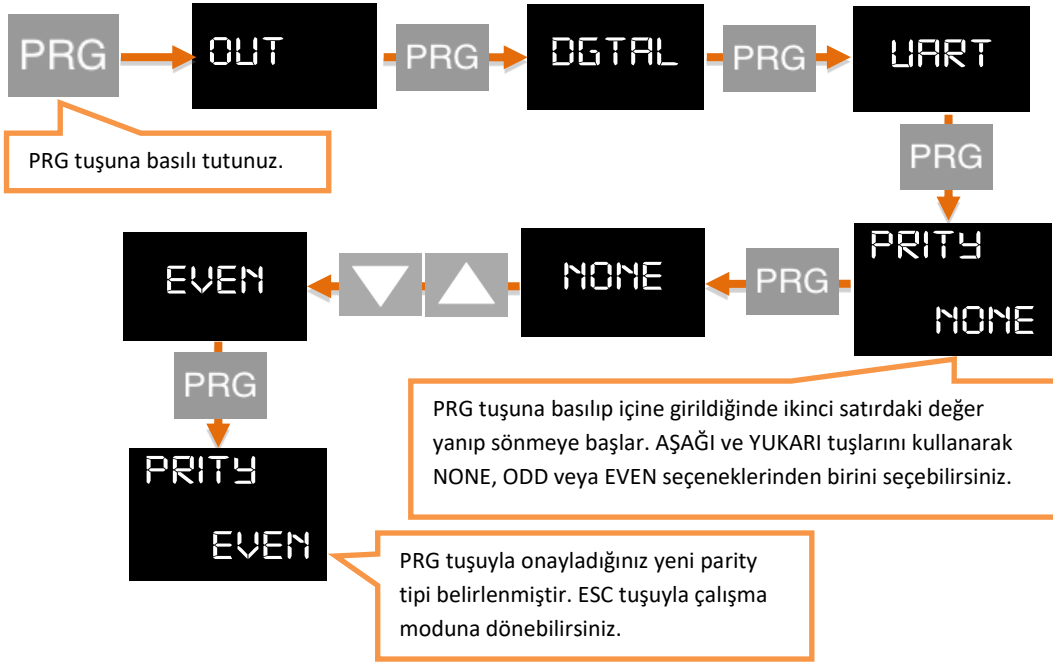 PRG
OUT
PRG
DGTAL
PRG
UART
PRG tuşuna basılı tutunuz.
PRG
PRITY
NONE
PRG
NONE
EVEN
PRG tuşuna basılıp içine girildiğinde ikinci satırdaki değer
yanıp sönmeye başlar. AŞAĞI ve YUKARI tuşlarını kullanarak
NONE, ODD veya EVEN seçeneklerinden birini seçebilirsiniz.
PRG
PRITY
EVEN
PRG tuşuyla onayladığınız yeni parity
tipi belirlenmiştir. ESC tuşuyla çalışma
moduna dönebilirsiniz.